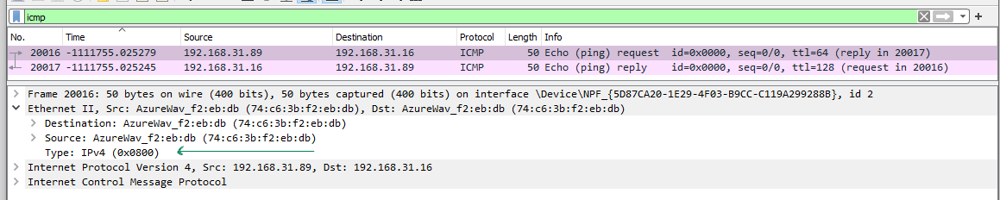 icmp
No. Time Source Destination Protocol Length Info
20016 -1111755.025279 192.168.31.89 192.168.31.16 ICMP 50 Echo (ping) request id=0x0000, seq=0/0, ttl=64 (reply in 20017)
20017 -1111755.025245 192.168.31.16 192.168.31.89 ICMP 50 Echo (ping) reply id=0x0000, seq=0/0, ttl=128 (request in 20016)
Frame 20016: 50 bytes on wire (400 bits), 50 bytes captured (400 bits) on interface \Device\NPF_{5D87CA20-1E29-4F03-B9CC-C119A299288B}, id 2
Ethernet II, Src: AzureWav_f2:eb:db (74:c6:3b:f2:eb:db), Dst: AzureWav_f2:eb:db (74:c6:3b:f2:eb:db)
Destination: AzureWav_f2:eb:db (74:c6:3b:f2:eb:db)
Source: AzureWav_f2:eb:db (74:c6:3b:f2:eb:db)
Type: IPv4 (0x0800)
Internet Protocol Version 4, Src: 192.168.31.89, Dst: 192.168.31.16
Internet Control Message Protocol